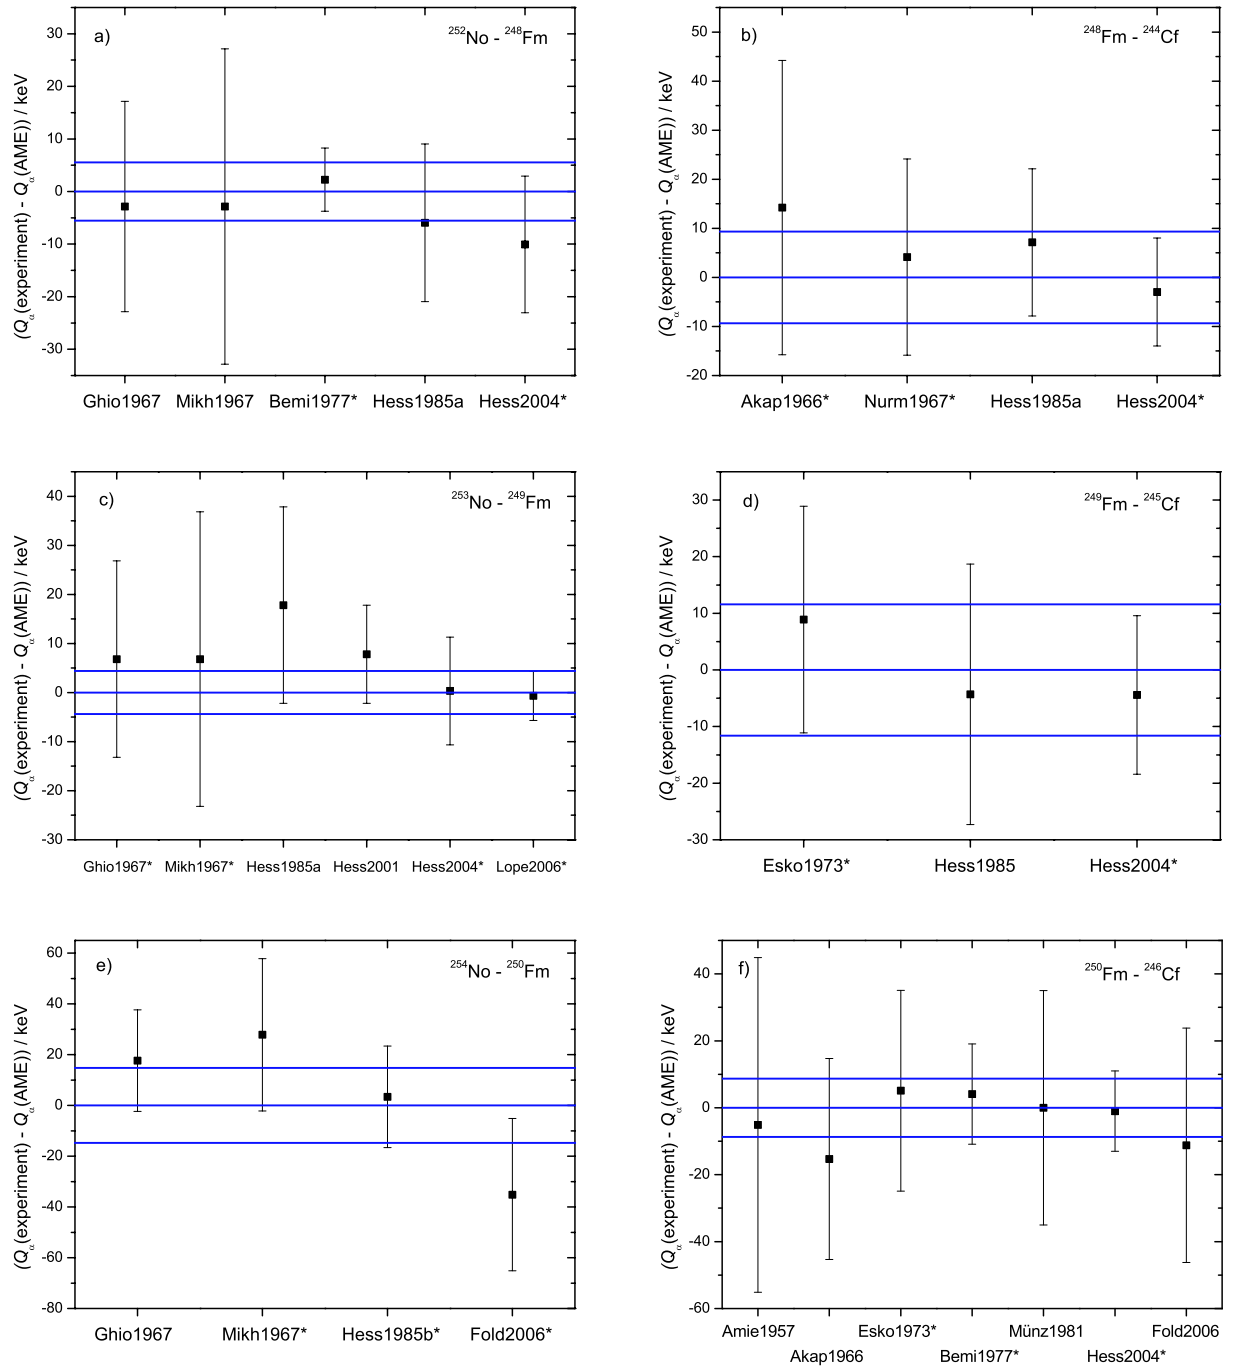 a)
²⁵²No - ²⁴⁸Fm
(Qα(experiment) - Qα(AME)) / keV
30
20
10
0
-10
-20
-30
Ghio1967 Mikh1967 Bemi1977* Hess1985a Hess2004*
b)
²⁴⁸Fm - ²⁴⁴Cf
(Qα(experiment) - Qα(AME)) / keV
50
40
30
20
10
0
-10
-20
Akap1966* Nurm1967* Hess1985a Hess2004*
c)
²⁵³No - ²⁴⁹Fm
(Qα(experiment) - Qα(AME)) / keV
40
30
20
10
0
-10
-20
-30
Ghio1967* Mikh1967* Hess1985a Hess2001 Hess2004* Lope2006*
d)
²⁴⁹Fm - ²⁴⁵Cf
(Qα(experiment) - Qα(AME)) / keV
30
20
10
0
-10
-20
-30
Esko1973* Hess1985 Hess2004*
e)
²⁵⁴No - ²⁵⁰Fm
(Qα(experiment) - Qα(AME)) / keV
60
40
20
0
-20
-40
-60
-80
Ghio1967 Mikh1967* Hess1985b* Fold2006*
f)
²⁵⁰Fm - ²⁴⁶Cf
(Qα(experiment) - Qα(AME)) / keV
40
20
0
-20
-40
-60
Amie1957 Esko1973* Münz1981 Fold2006
Akap1966 Bemi1977* Hess2004*